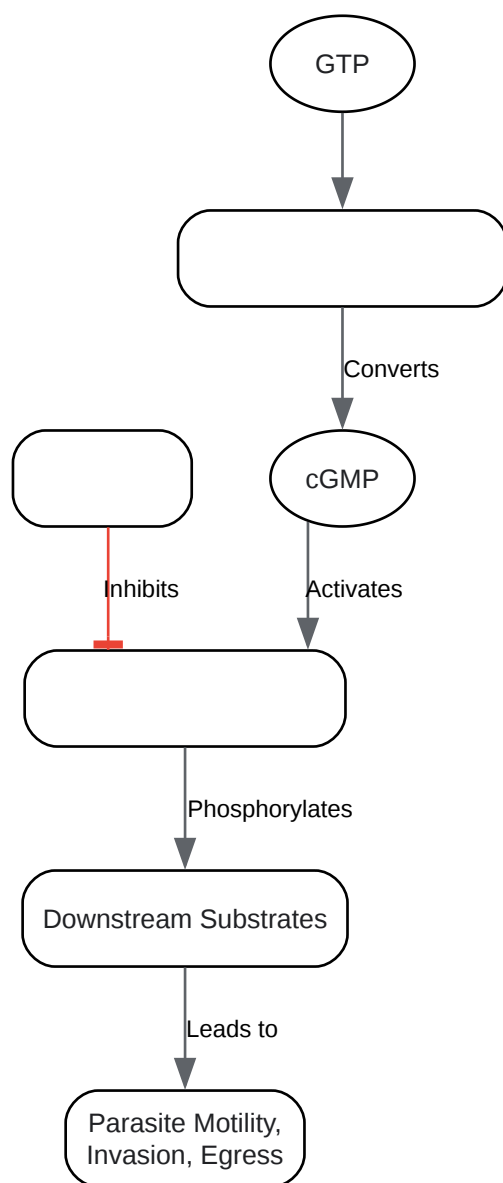 GTP
Converts
cGMP
Inhibits
Activates
Phosphorylates
Downstream Substrates
Leads to
Parasite Motility,
Invasion, Egress